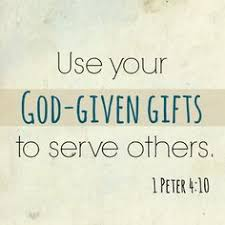 Use your
God-given gifts
to serve others.
1 Peter 4:10